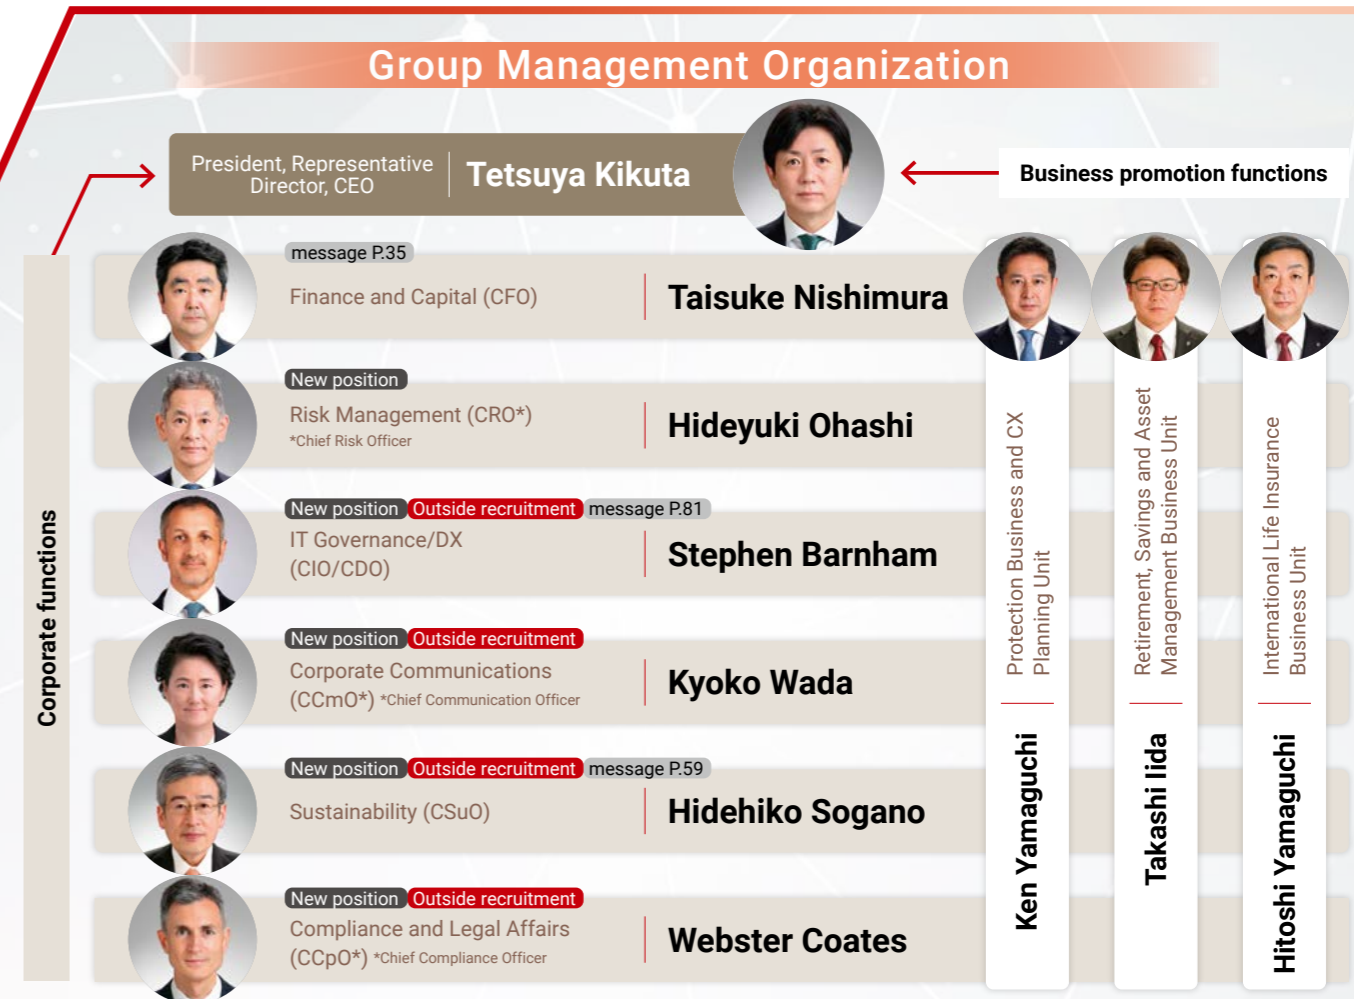 Group Management Organization
President, Representative
Director, CEO
Tetsuya Kikuta
Business promotion functions
Corporate functions
message P.35
Finance and Capital (CFO)
Taisuke Nishimura
New position
Risk Management (CRO*)
*Chief Risk Officer
Hideyuki Ohashi
New position Outside recruitment message P.81
IT Governance/DX
(CIO/CDO)
Stephen Barnham
New position Outside recruitment
Corporate Communications
(CCmO*) *Chief Communication Officer
Kyoko Wada
New position Outside recruitment message P.59
Sustainability (CSuO)
Hidehiko Sogano
New position Outside recruitment
Compliance and Legal Affairs
(CCpO*) *Chief Compliance Officer
Webster Coates
Protection Business and CX
Planning Unit
Ken Yamaguchi
Retirement, Savings and Asset
Management Business Unit
Takashi Iida
International Life Insurance
Business Unit
Hitoshi Yamaguchi